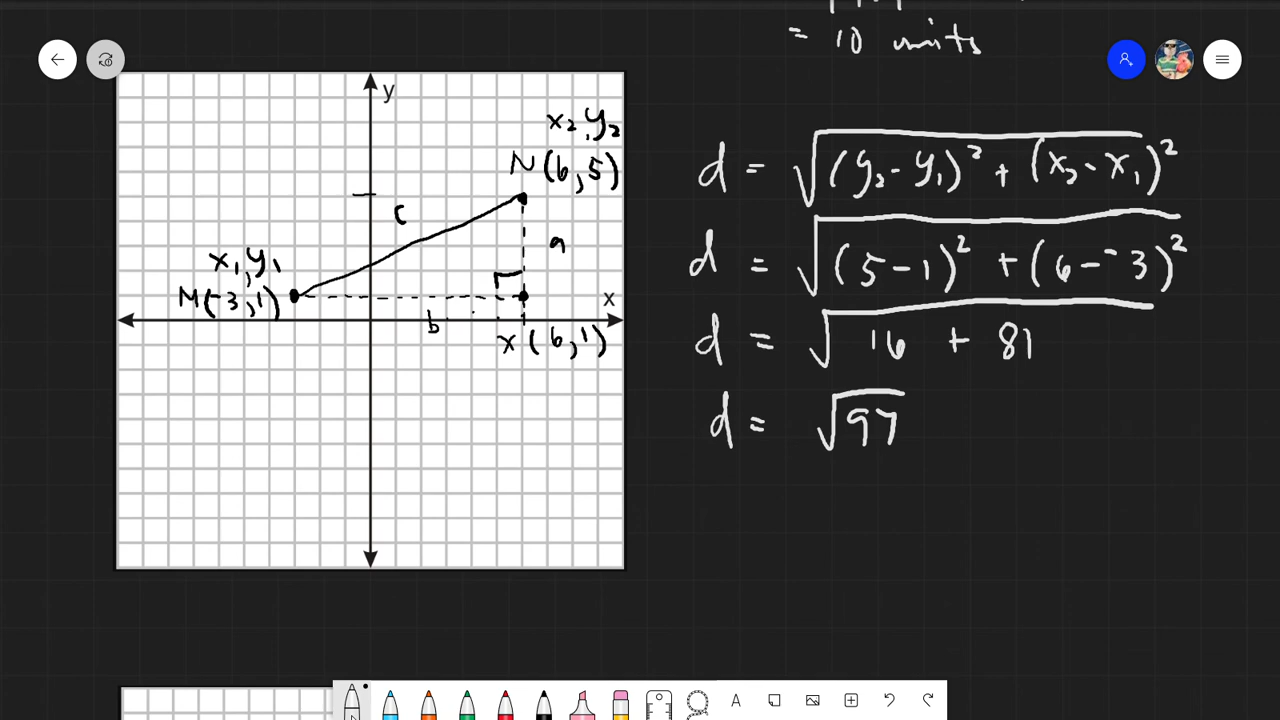 = 10 units
y
x₂, y₂
N(6,5)
c
a
x₁, y₁
M(-3,1)
x
b
X(6,1)
d = √(y₂-y₁)² + (x₂-x₁)²
d = √(5-1)² + (6-⁻3)²
d = √16 + 81
d = √97
A